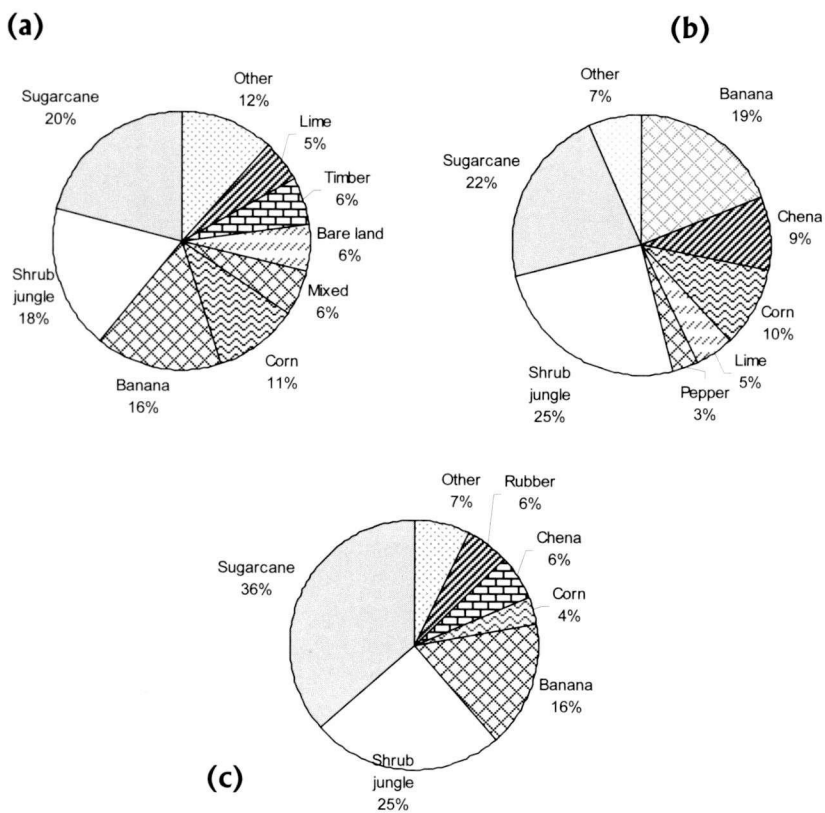 (a)
Other
12%
Lime
5%
Timber
6%
Bare land
6%
Mixed
6%
Corn
11%
Banana
16%
Shrub
jungle
18%
Sugarcane
20%
(b)
Other
7%
Banana
19%
Chena
9%
Corn
10%
Lime
5%
Pepper
3%
Shrub
jungle
25%
Sugarcane
22%
Other
7%
Rubber
6%
Chena
6%
Corn
4%
Banana
16%
Shrub
jungle
25%
Sugarcane
36%
(c)